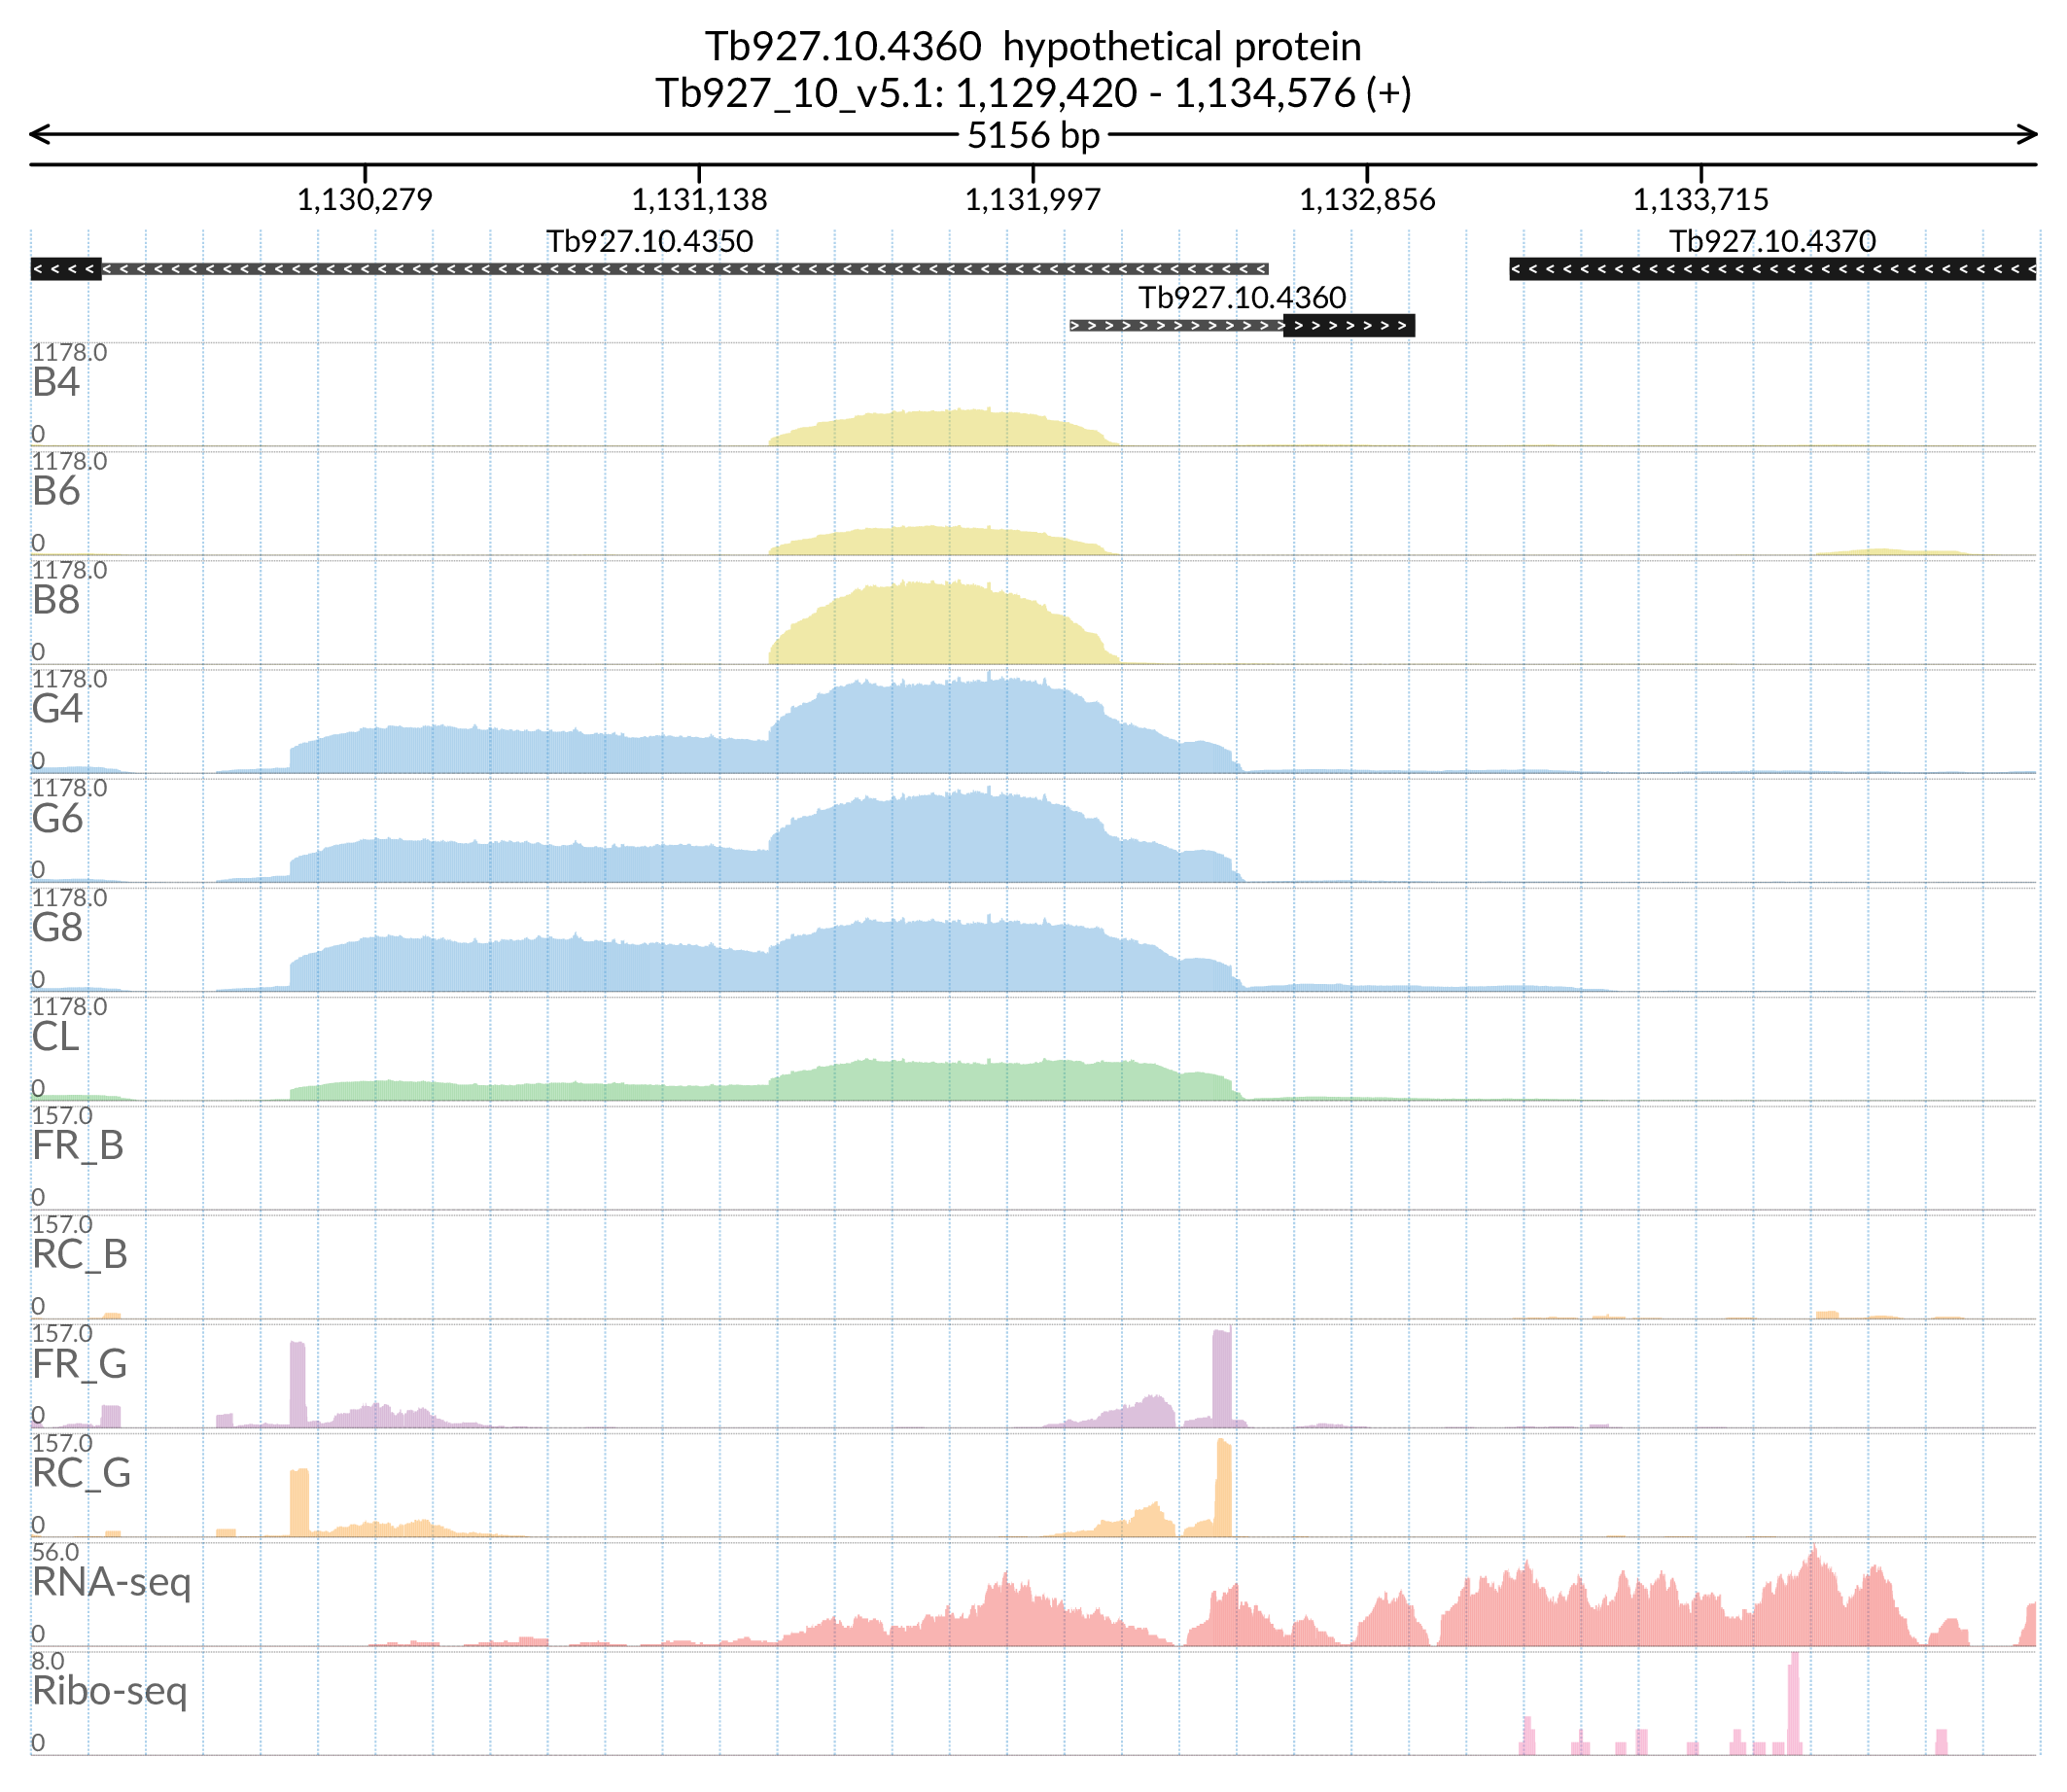 Tb927.10.4360 hypothetical protein
Tb927_10_v5.1: 1,129,420 - 1,134,576 (+)
5156 bp
1,130,279 1,131,138 1,131,997 1,132,856 1,133,715
Tb927.10.4350 Tb927.10.4370
Tb927.10.4360
1178.0
B4
0
1178.0
B6
0
1178.0
B8
0
1178.0
G4
0
1178.0
G6
0
1178.0
G8
0
1178.0
CL
0
157.0
FR_B
0
157.0
RC_B
0
157.0
FR_G
0
157.0
RC_G
0
56.0
RNA-seq
0
8.0
Ribo-seq
0